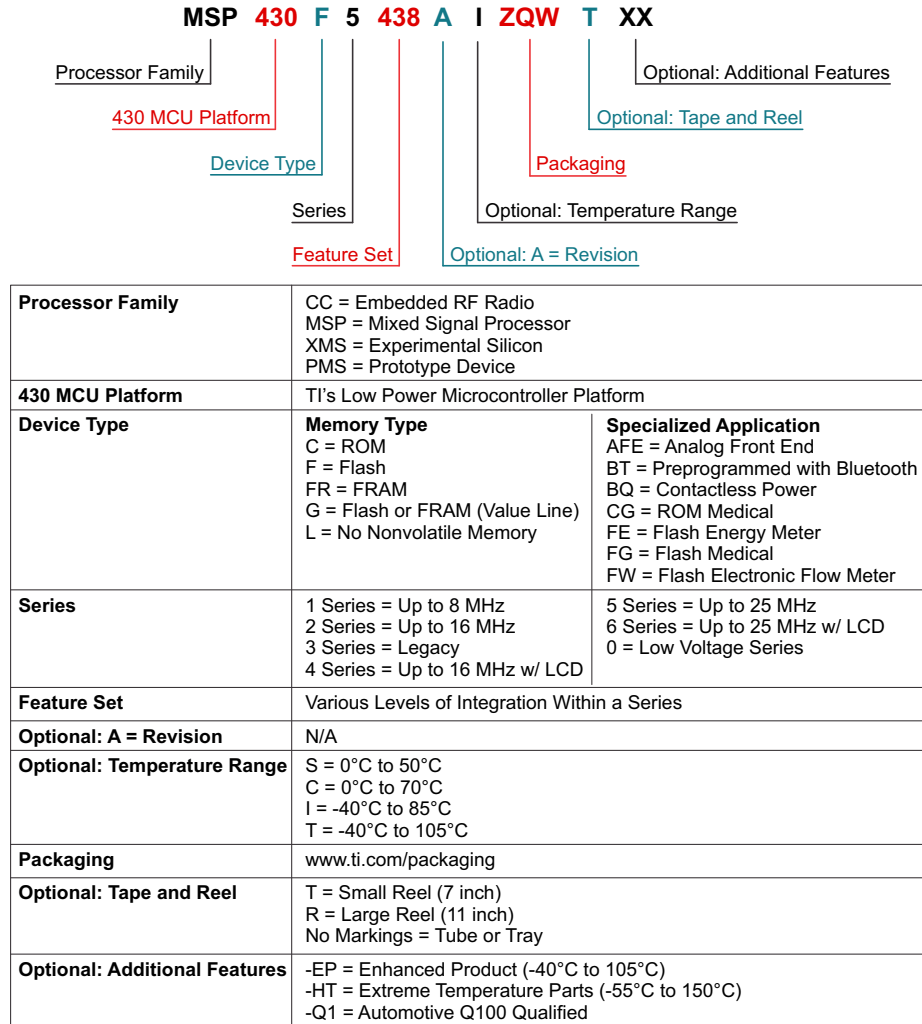 MSP 430 F 5 438 A I ZQW T XX
Processor Family
Optional: Additional Features
430 MCU Platform
Optional: Tape and Reel
Device Type
Packaging
Series
Optional: Temperature Range
Feature Set
Optional: A = Revision
Processor Family
CC = Embedded RF Radio
MSP = Mixed Signal Processor
XMS = Experimental Silicon
PMS = Prototype Device
430 MCU Platform
TI's Low Power Microcontroller Platform
Device Type
Memory Type
C = ROM
F = Flash
FR = FRAM
G = Flash or FRAM (Value Line)
L = No Nonvolatile Memory
Specialized Application
AFE = Analog Front End
BT = Preprogrammed with Bluetooth
BQ = Contactless Power
CG = ROM Medical
FE = Flash Energy Meter
FG = Flash Medical
FW = Flash Electronic Flow Meter
Series
1 Series = Up to 8 MHz
2 Series = Up to 16 MHz
3 Series = Legacy
4 Series = Up to 16 MHz w/ LCD
5 Series = Up to 25 MHz
6 Series = Up to 25 MHz w/ LCD
0 = Low Voltage Series
Feature Set
Various Levels of Integration Within a Series
Optional: A = Revision
N/A
Optional: Temperature Range
S = 0°C to 50°C
C = 0°C to 70°C
I = -40°C to 85°C
T = -40°C to 105°C
Packaging
www.ti.com/packaging
Optional: Tape and Reel
T = Small Reel (7 inch)
R = Large Reel (11 inch)
No Markings = Tube or Tray
Optional: Additional Features
-EP = Enhanced Product (-40°C to 105°C)
-HT = Extreme Temperature Parts (-55°C to 150°C)
-Q1 = Automotive Q100 Qualified